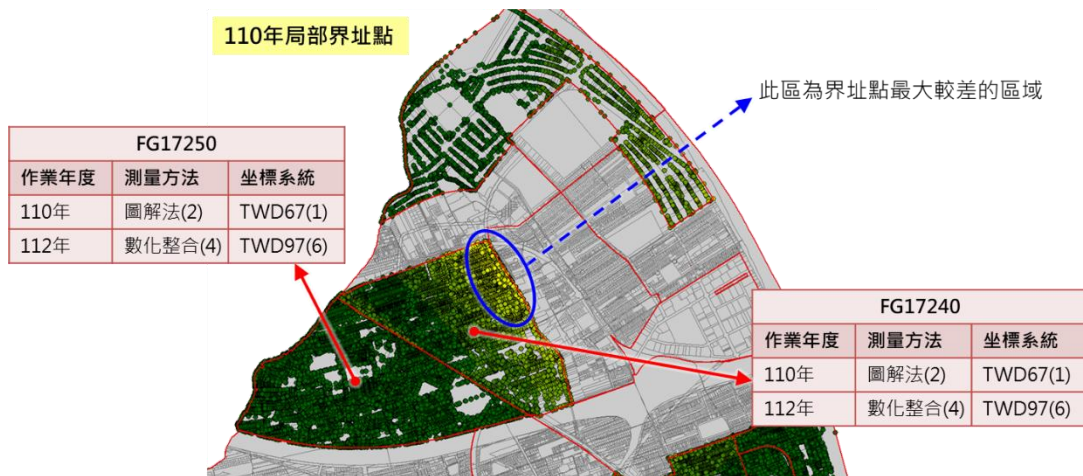 110年局部界址點
此區為界址點最大較差的區域
FG17250
作業年度 測量方法 坐標系統
110年 圖解法(2) TWD67(1)
112年 數化整合(4) TWD97(6)
FG17240
作業年度 測量方法 坐標系統
110年 圖解法(2) TWD67(1)
112年 數化整合(4) TWD97(6)